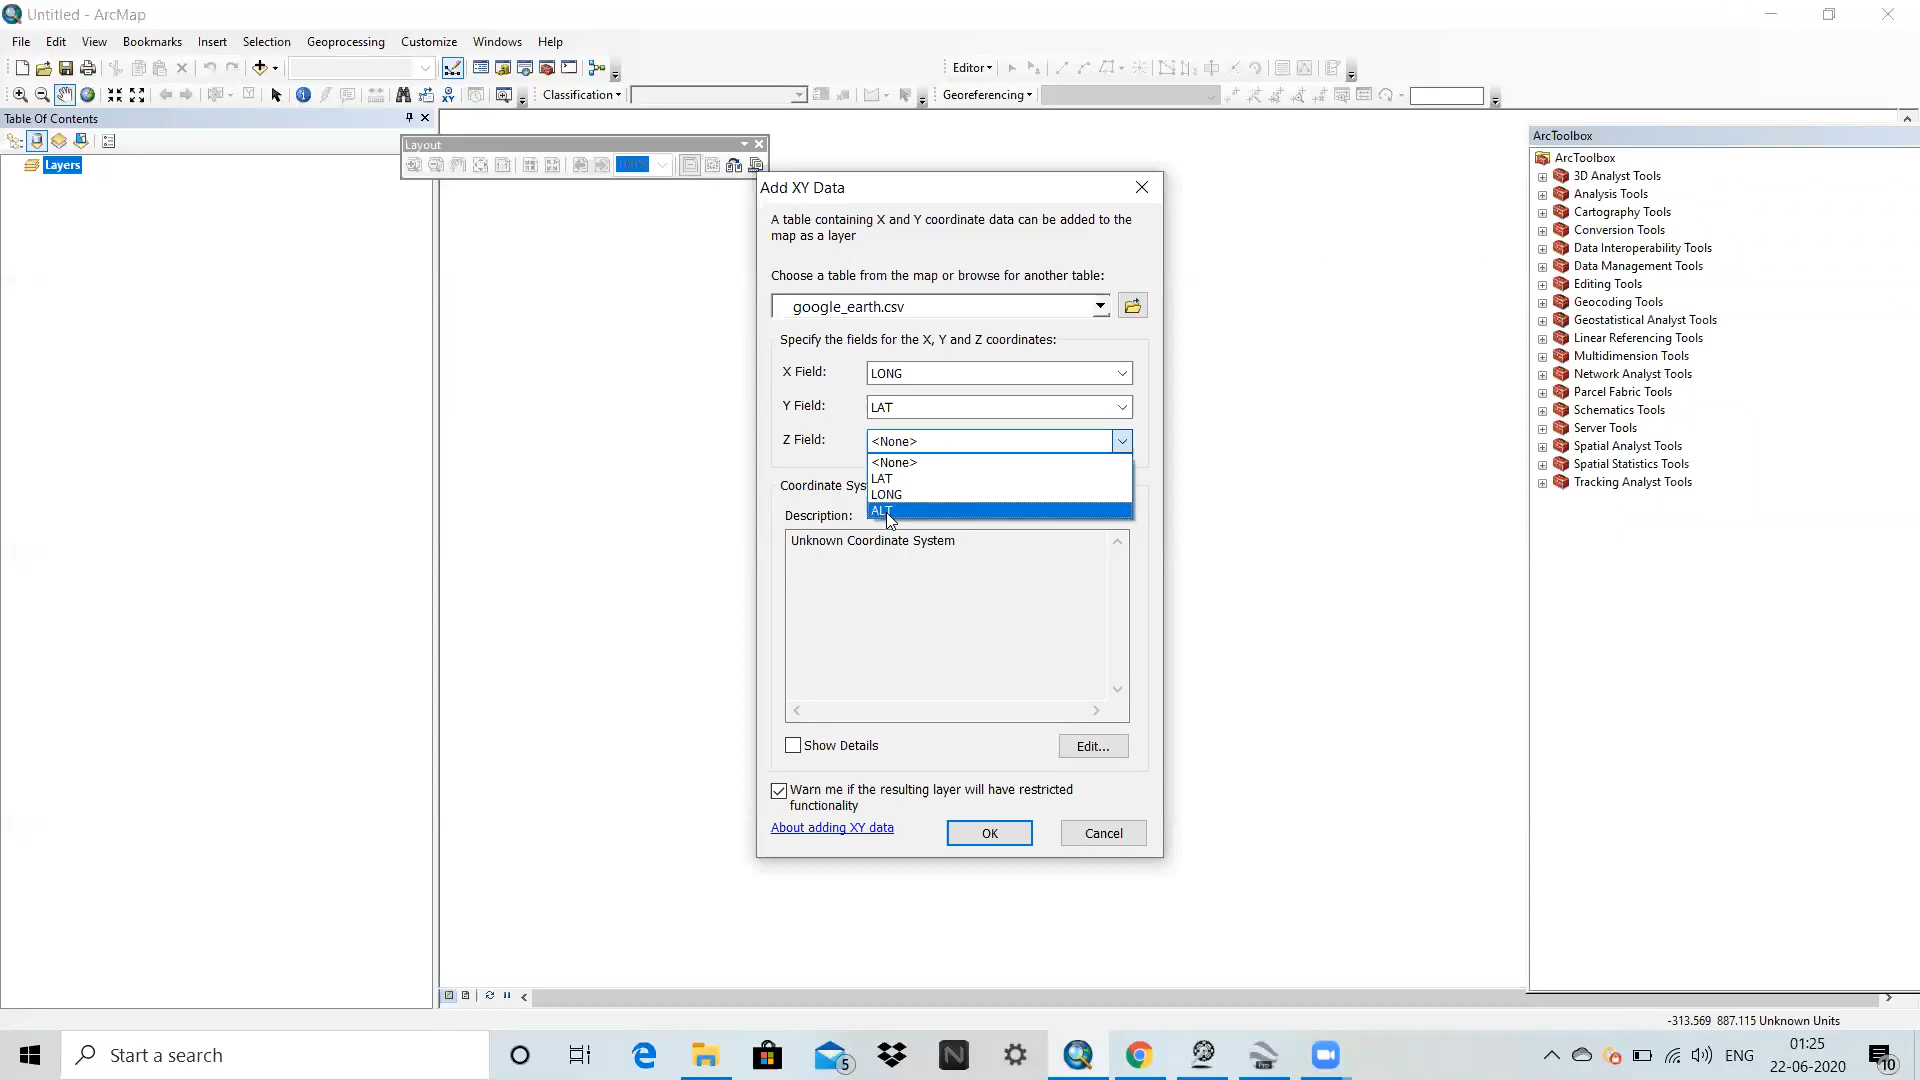 Untitled - ArcMap
File Edit View Bookmarks Insert Selection Geoprocessing Customize Windows Help
Editor
Classification
Georeferencing
Table Of Contents
Layers
Layout
100%
Add XY Data
A table containing X and Y coordinate data can be added to the
map as a layer
Choose a table from the map or browse for another table:
google_earth.csv
Specify the fields for the X, Y and Z coordinates:
X Field: LONG
Y Field: LAT
Z Field: <None>
<None>
LAT
LONG
ALT
Coordinate Sys
Description:
Unknown Coordinate System
Show Details
Edit...
Warn me if the resulting layer will have restricted
functionality
About adding XY data
OK
Cancel
ArcToolbox
ArcToolbox
3D Analyst Tools
Analysis Tools
Cartography Tools
Conversion Tools
Data Interoperability Tools
Data Management Tools
Editing Tools
Geocoding Tools
Geostatistical Analyst Tools
Linear Referencing Tools
Multidimension Tools
Network Analyst Tools
Parcel Fabric Tools
Schematics Tools
Server Tools
Spatial Analyst Tools
Spatial Statistics Tools
Tracking Analyst Tools
-313.569 887.115 Unknown Units
Start a search
5
ENG
01:25
22-06-2020
10